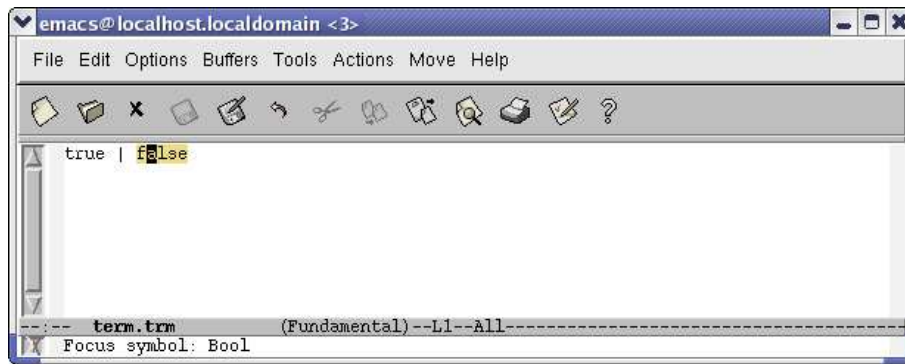 emacs@localhost.localdomain <3>
File Edit Options Buffers Tools Actions Move Help
true | false
--:-- term.trm (Fundamental)--L1--All----------------------------------------
Focus symbol: Bool